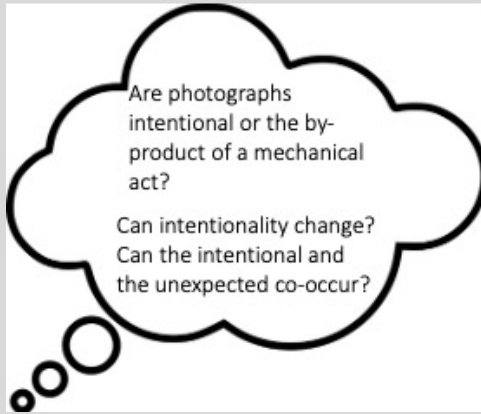 Are photographs
intentional or the by-
product of a mechanical
act?
Can intentionality change?
Can the intentional and
the unexpected co-occur?